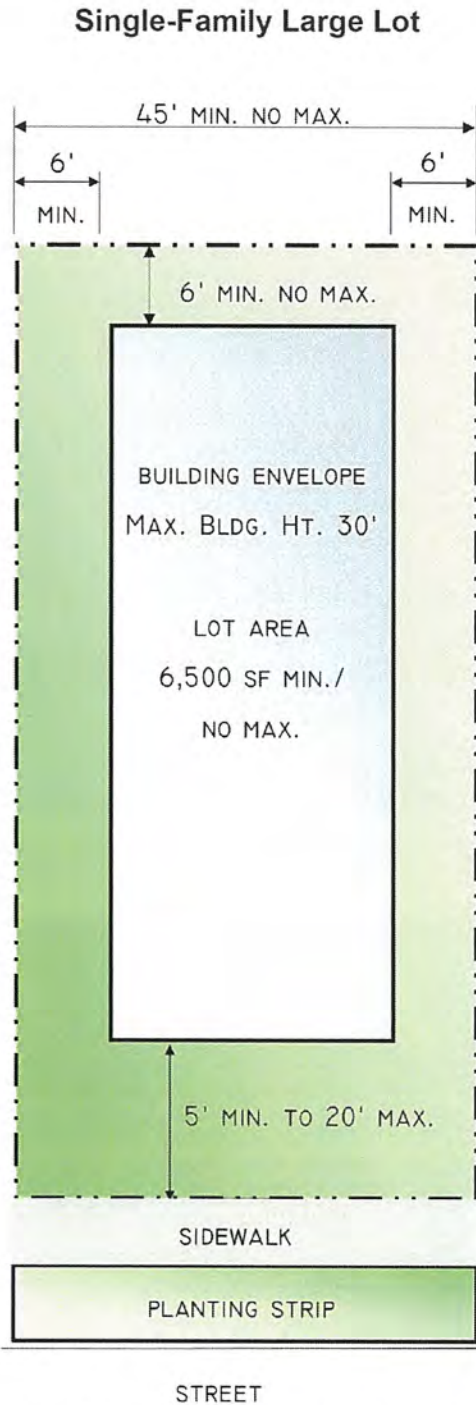 Single-Family Large Lot
45' MIN. NO MAX.
6' 6'
MIN. MIN.
6' MIN. NO MAX.
BUILDING ENVELOPE
MAX. BLDG. HT. 30'
LOT AREA
6,500 SF MIN./
NO MAX.
5' MIN. TO 20' MAX.
SIDEWALK
PLANTING STRIP
STREET